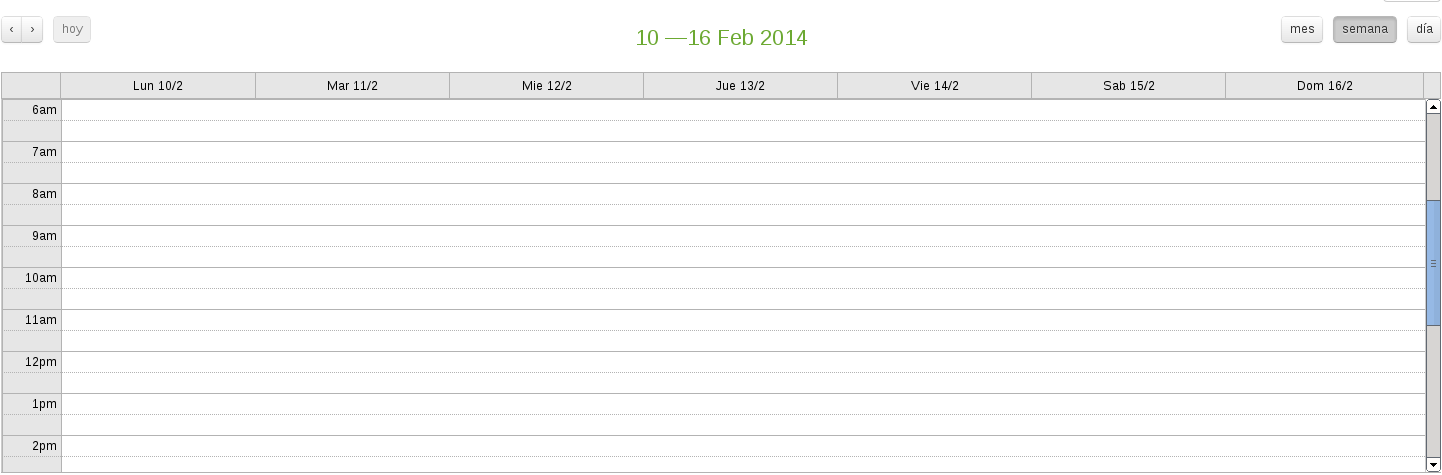 ‹ › hoy 10 —16 Feb 2014 mes semana día
Lun 10/2 Mar 11/2 Mie 12/2 Jue 13/2 Vie 14/2 Sab 15/2 Dom 16/2
6am
7am
8am
9am
10am
11am
12pm
1pm
2pm